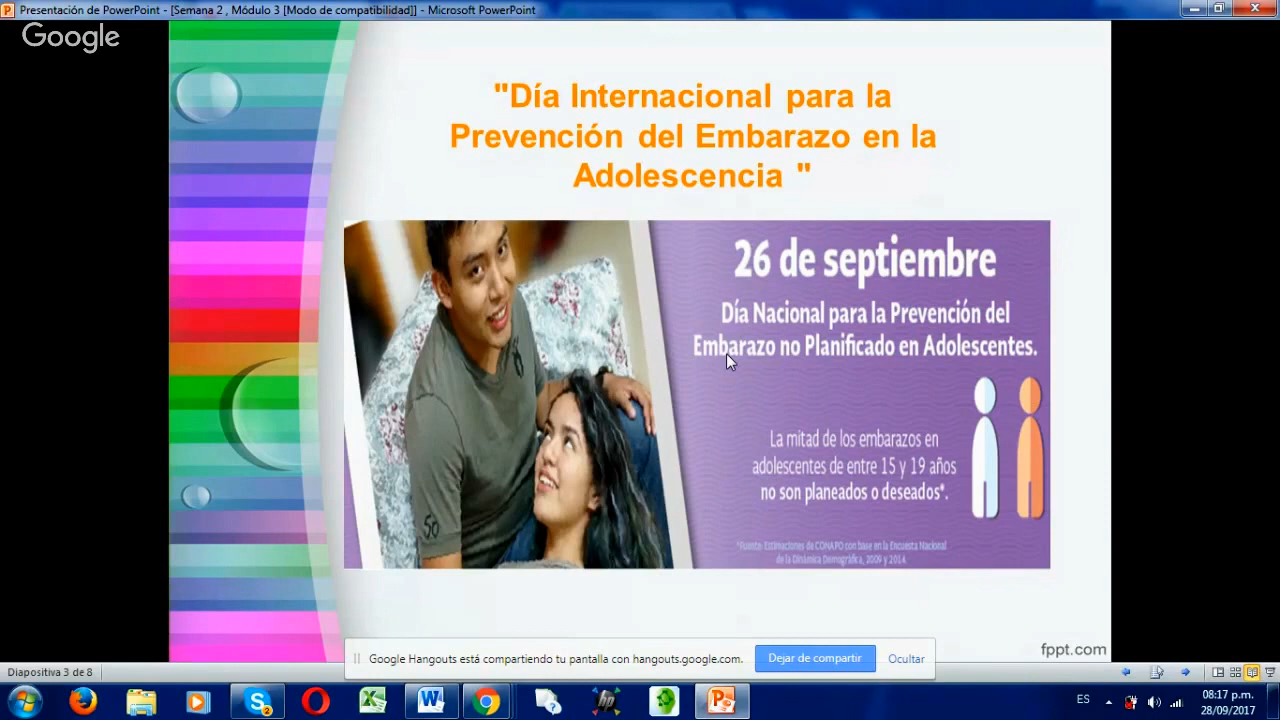 Presentación de PowerPoint - [Semana 2 , Módulo 3 [Modo de compatibilidad]] - Microsoft PowerPoint
Google
"Día Internacional para la
Prevención del Embarazo en la
Adolescencia "
26 de septiembre
Día Nacional para la Prevención del
Embarazo no Planificado en Adolescentes.
La mitad de los embarazos en
adolescentes de entre 15 y 19 años
no son planeados o deseados*.
*Fuente: Estimaciones de CONAPO con base en la Encuesta Nacional
de la Dinámica Demográfica, 2009 y 2014.
50
fppt.com
Google Hangouts está compartiendo tu pantalla con hangouts.google.com.
Dejar de compartir
Ocultar
Diapositiva 3 de 8
2
ES
08:17 p.m.
28/09/2017